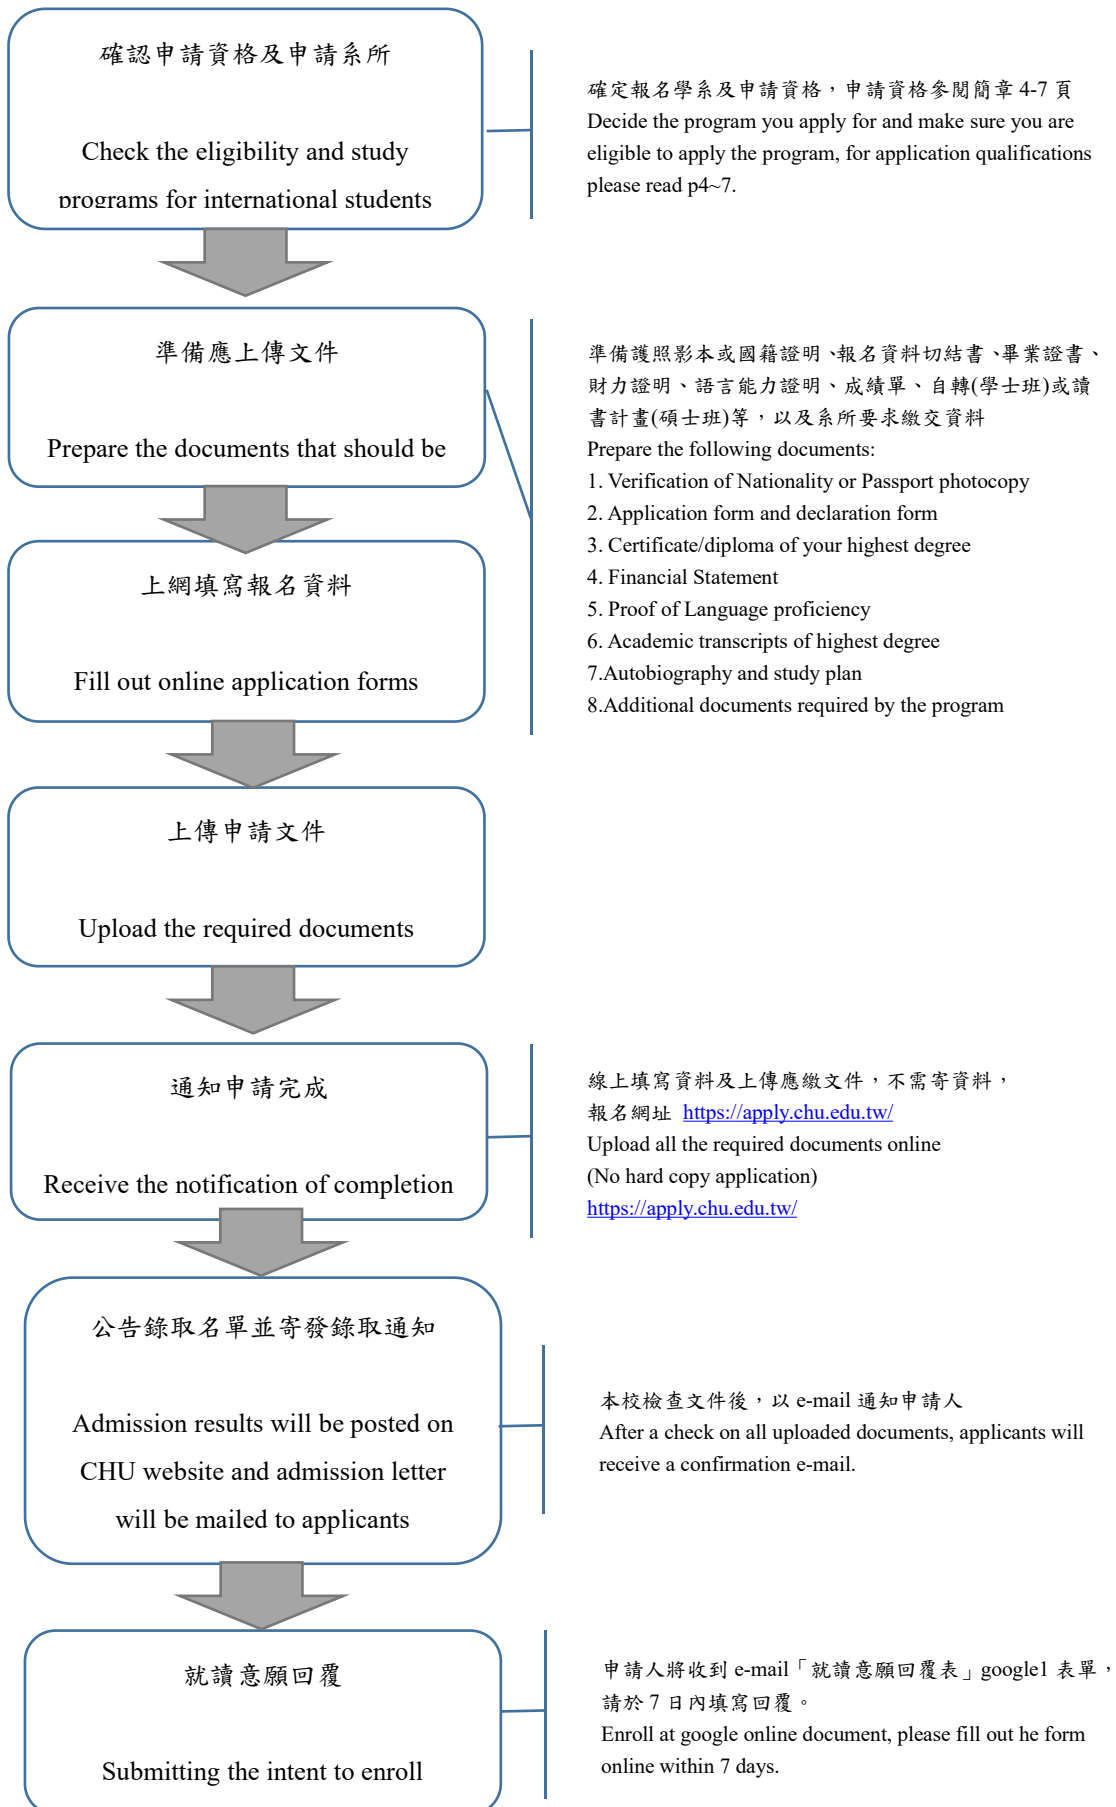 確認申請資格及申請系所
Check the eligibility and study
programs for international students
確定報名學系及申請資格，申請資格參閱簡章 4-7 頁
Decide the program you apply for and make sure you are
eligible to apply the program, for application qualifications
please read p4~7.
準備應上傳文件
Prepare the documents that should be
上網填寫報名資料
Fill out online application forms
準備護照影本或國籍證明、報名資料切結書、畢業證書、
財力證明、語言能力證明、成績單、自轉(學士班)或讀
書計畫(碩士班)等，以及系所要求繳交資料
Prepare the following documents:
1. Verification of Nationality or Passport photocopy
2. Application form and declaration form
3. Certificate/diploma of your highest degree
4. Financial Statement
5. Proof of Language proficiency
6. Academic transcripts of highest degree
7.Autobiography and study plan
8.Additional documents required by the program
上傳申請文件
Upload the required documents
通知申請完成
Receive the notification of completion
線上填寫資料及上傳應繳文件，不需寄資料，
報名網址 https://apply.chu.edu.tw/
Upload all the required documents online
(No hard copy application)
https://apply.chu.edu.tw/
公告錄取名單並寄發錄取通知
Admission results will be posted on
CHU website and admission letter
will be mailed to applicants
本校檢查文件後，以 e-mail 通知申請人
After a check on all uploaded documents, applicants will
receive a confirmation e-mail.
就讀意願回覆
Submitting the intent to enroll
申請人將收到 e-mail「就讀意願回覆表」google1 表單，
請於 7 日內填寫回覆。
Enroll at google online document, please fill out he form
online within 7 days.